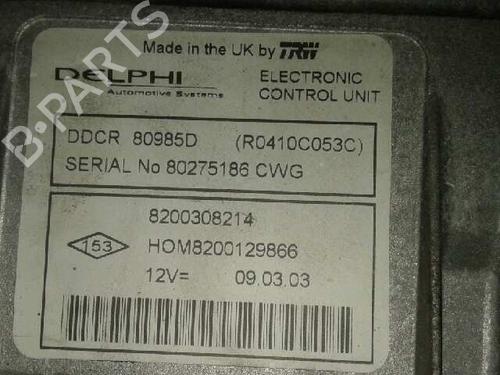 Made in the UK by TRW
DELPHI
Automotive Systems
ELECTRONIC
CONTROL UNIT
DDCR 80985D (R0410C053C)
SERIAL No 80275186 CWG
8200308214
153
HOM8200129866
12V= 09.03.03
B-PARTS